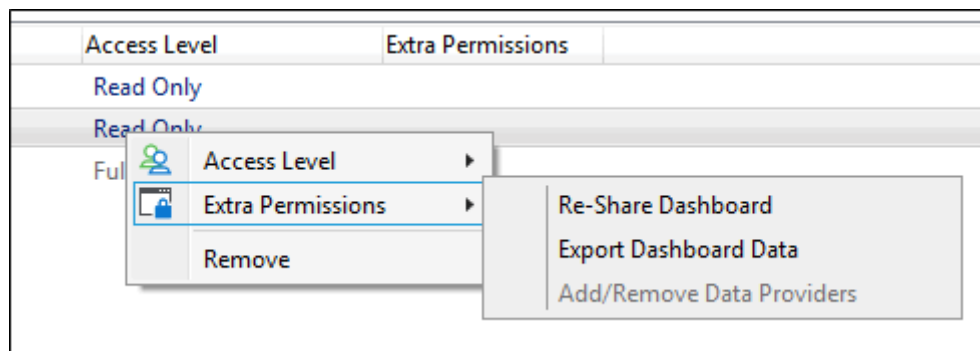 Access Level Extra Permissions
Read Only
Read Only
Ful
Access Level
Extra Permissions
Remove
Re-Share Dashboard
Export Dashboard Data
Add/Remove Data Providers